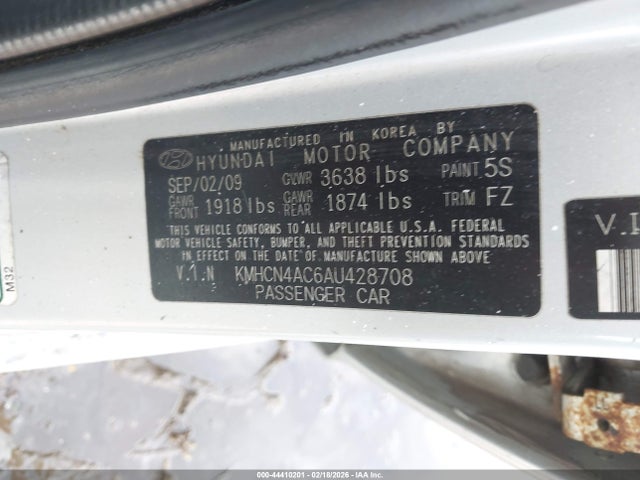 MANUFACTURED IN KOREA BY
HYUNDAI MOTOR COMPANY
SEP/02/09 GVWR 3638 lbs PAINT 5S
GAWR FRONT 1918 lbs GAWR REAR 1874 lbs TRIM FZ
THIS VEHICLE CONFORMS TO ALL APPLICABLE U.S.A. FEDERAL
MOTOR VEHICLE SAFETY, BUMPER, AND THEFT PREVENTION STANDARDS
IN EFFECT ON THE DATE OF MANUFACTURE SHOWN ABOVE.
V.I.N KMHCN4AC6AU428708
PASSENGER CAR
M32
V.I
000-44410201 - 02/18/2026 - IAA Inc.